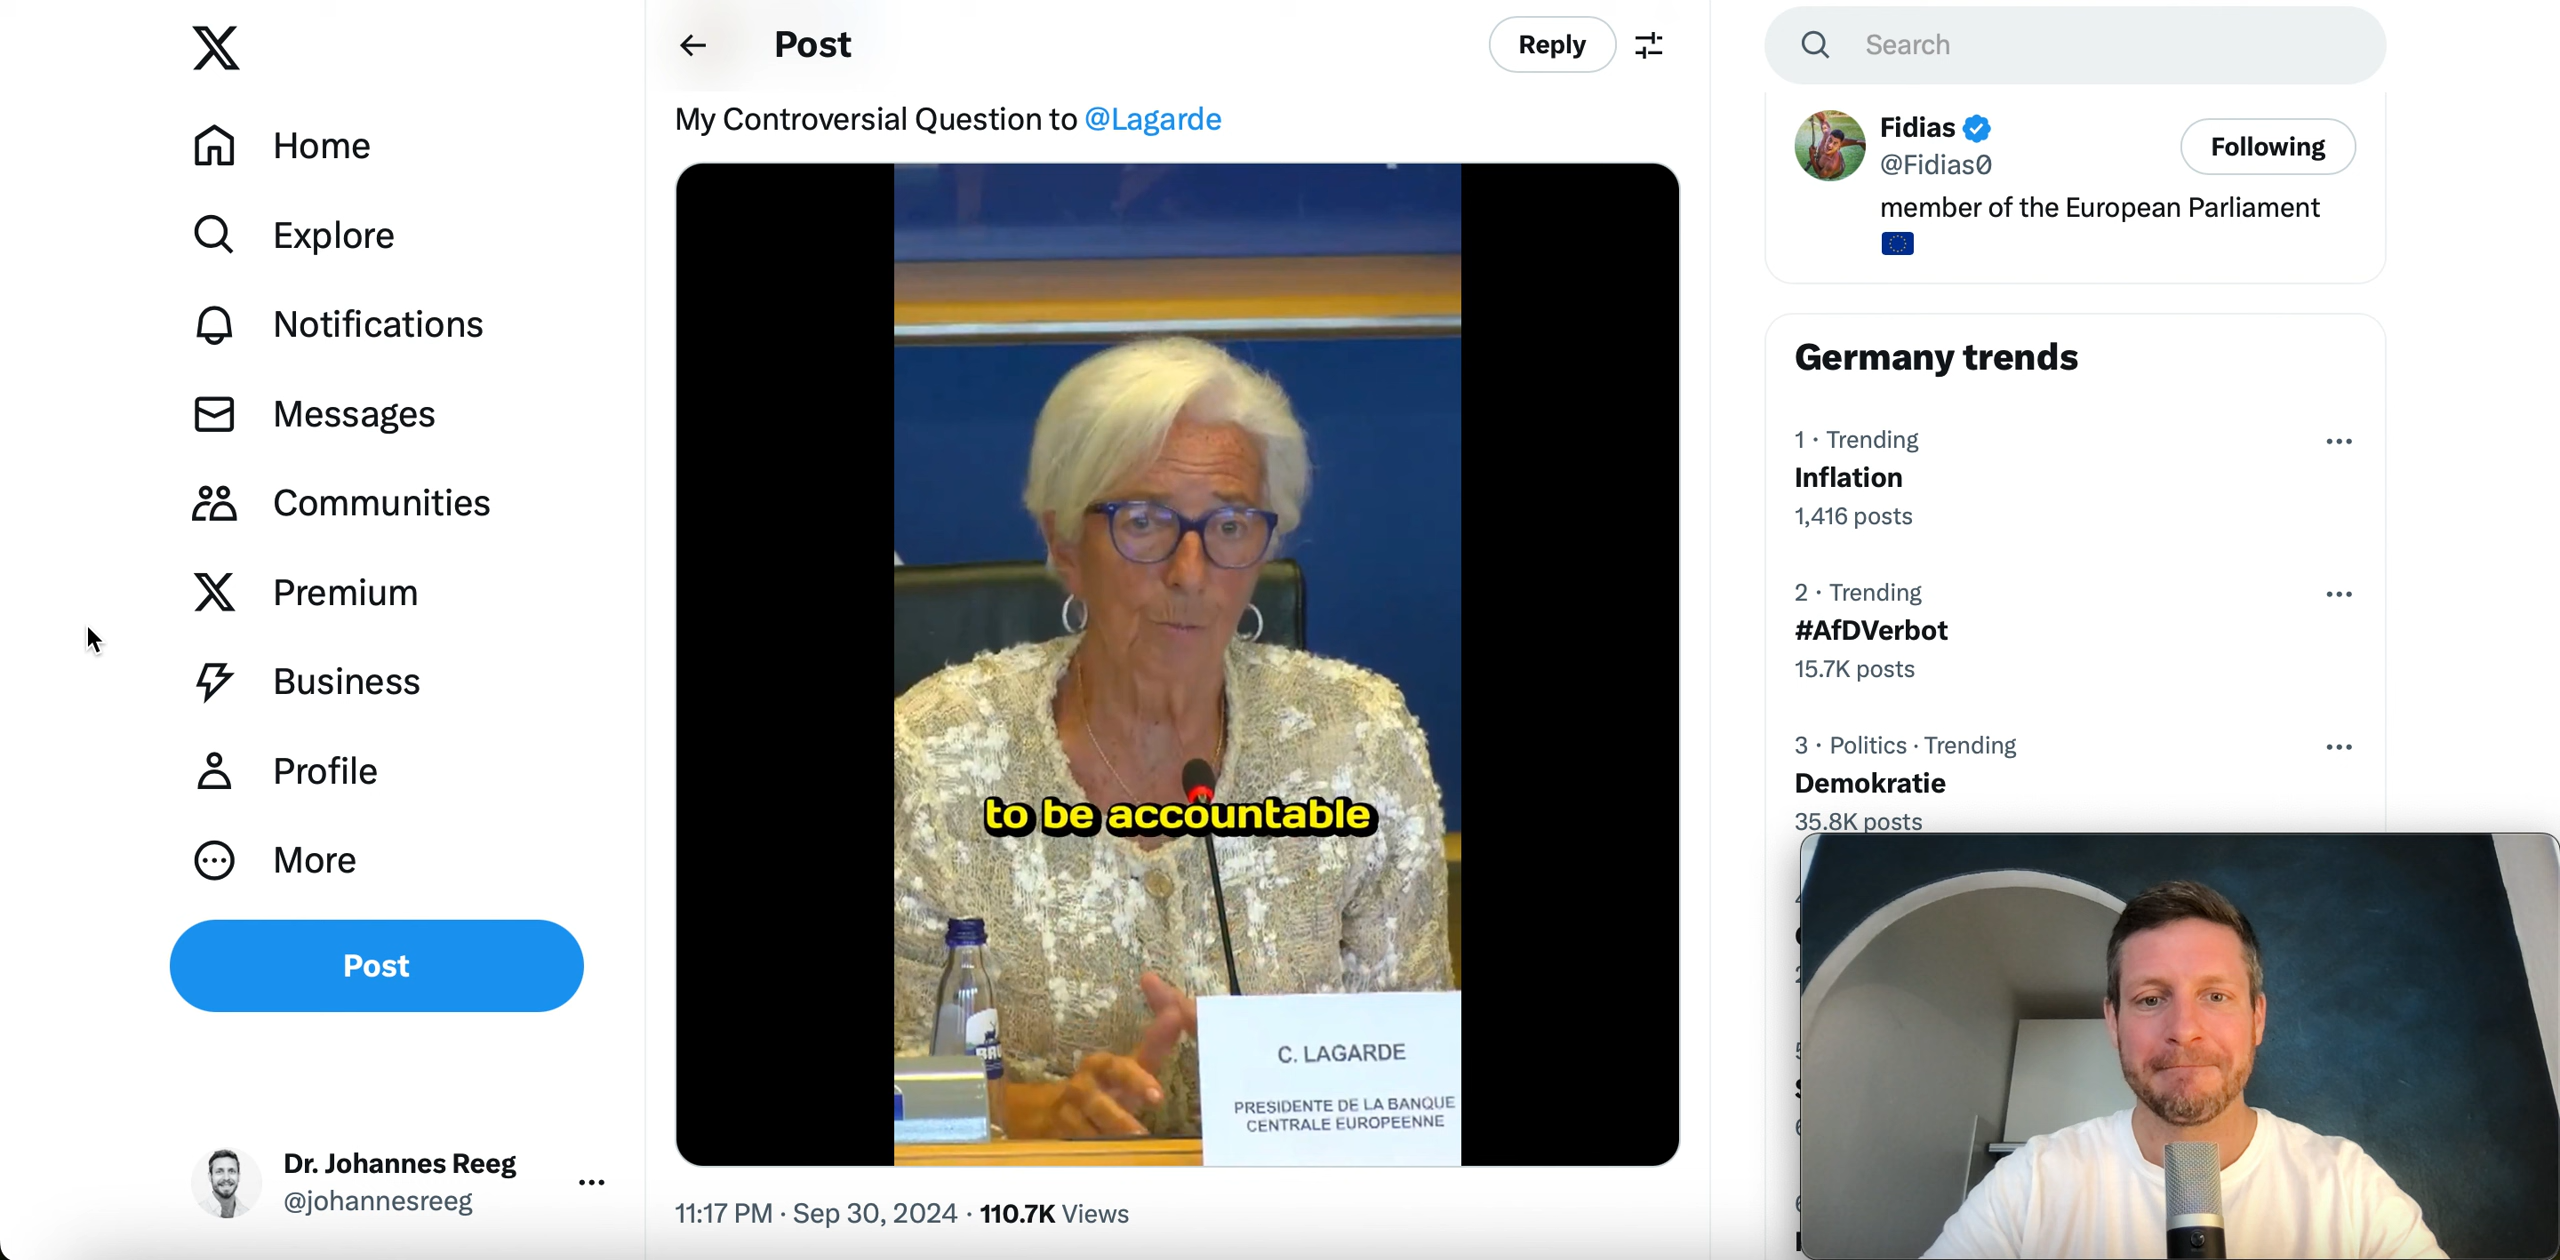 Home
Explore
Notifications
Messages
Communities
Premium
Business
Profile
More
Post
Dr. Johannes Reeg
@johannesreeg
Post
Reply
My Controversial Question to @Lagarde
to be accountable
C. LAGARDE
PRESIDENTE DE LA BANQUE
CENTRALE EUROPEENNE
11:17 PM · Sep 30, 2024 · 110.7K Views
Search
Fidias
@Fidias0
Following
member of the European Parliament
Germany trends
1 · Trending
Inflation
1,416 posts
2 · Trending
#AfDVerbot
15.7K posts
3 · Politics · Trending
Demokratie
35.8K posts